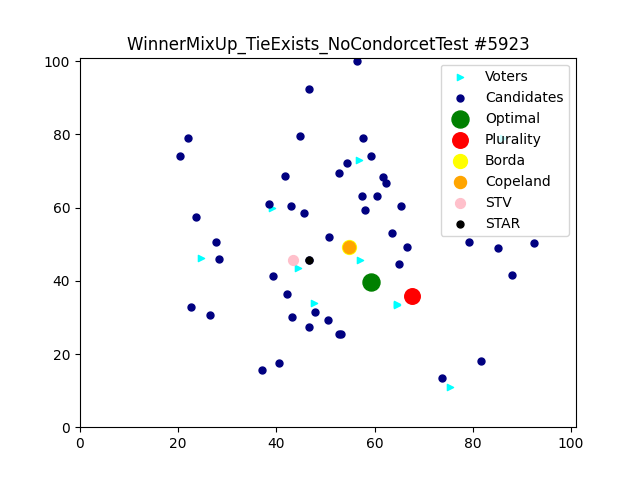 WinnerMixUp_TieExists_NoCondorcetTest #5923
100
80
60
40
20
0
0 20 40 60 80 100
Voters
Candidates
Optimal
Plurality
Borda
Copeland
STV
STAR